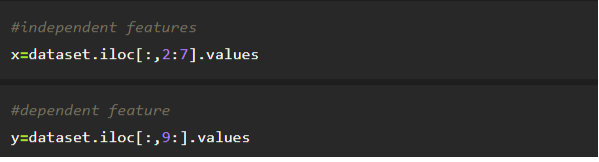 #independent features
x=dataset.iloc[:,2:7].values
#dependent feature
y=dataset.iloc[:,9:].values